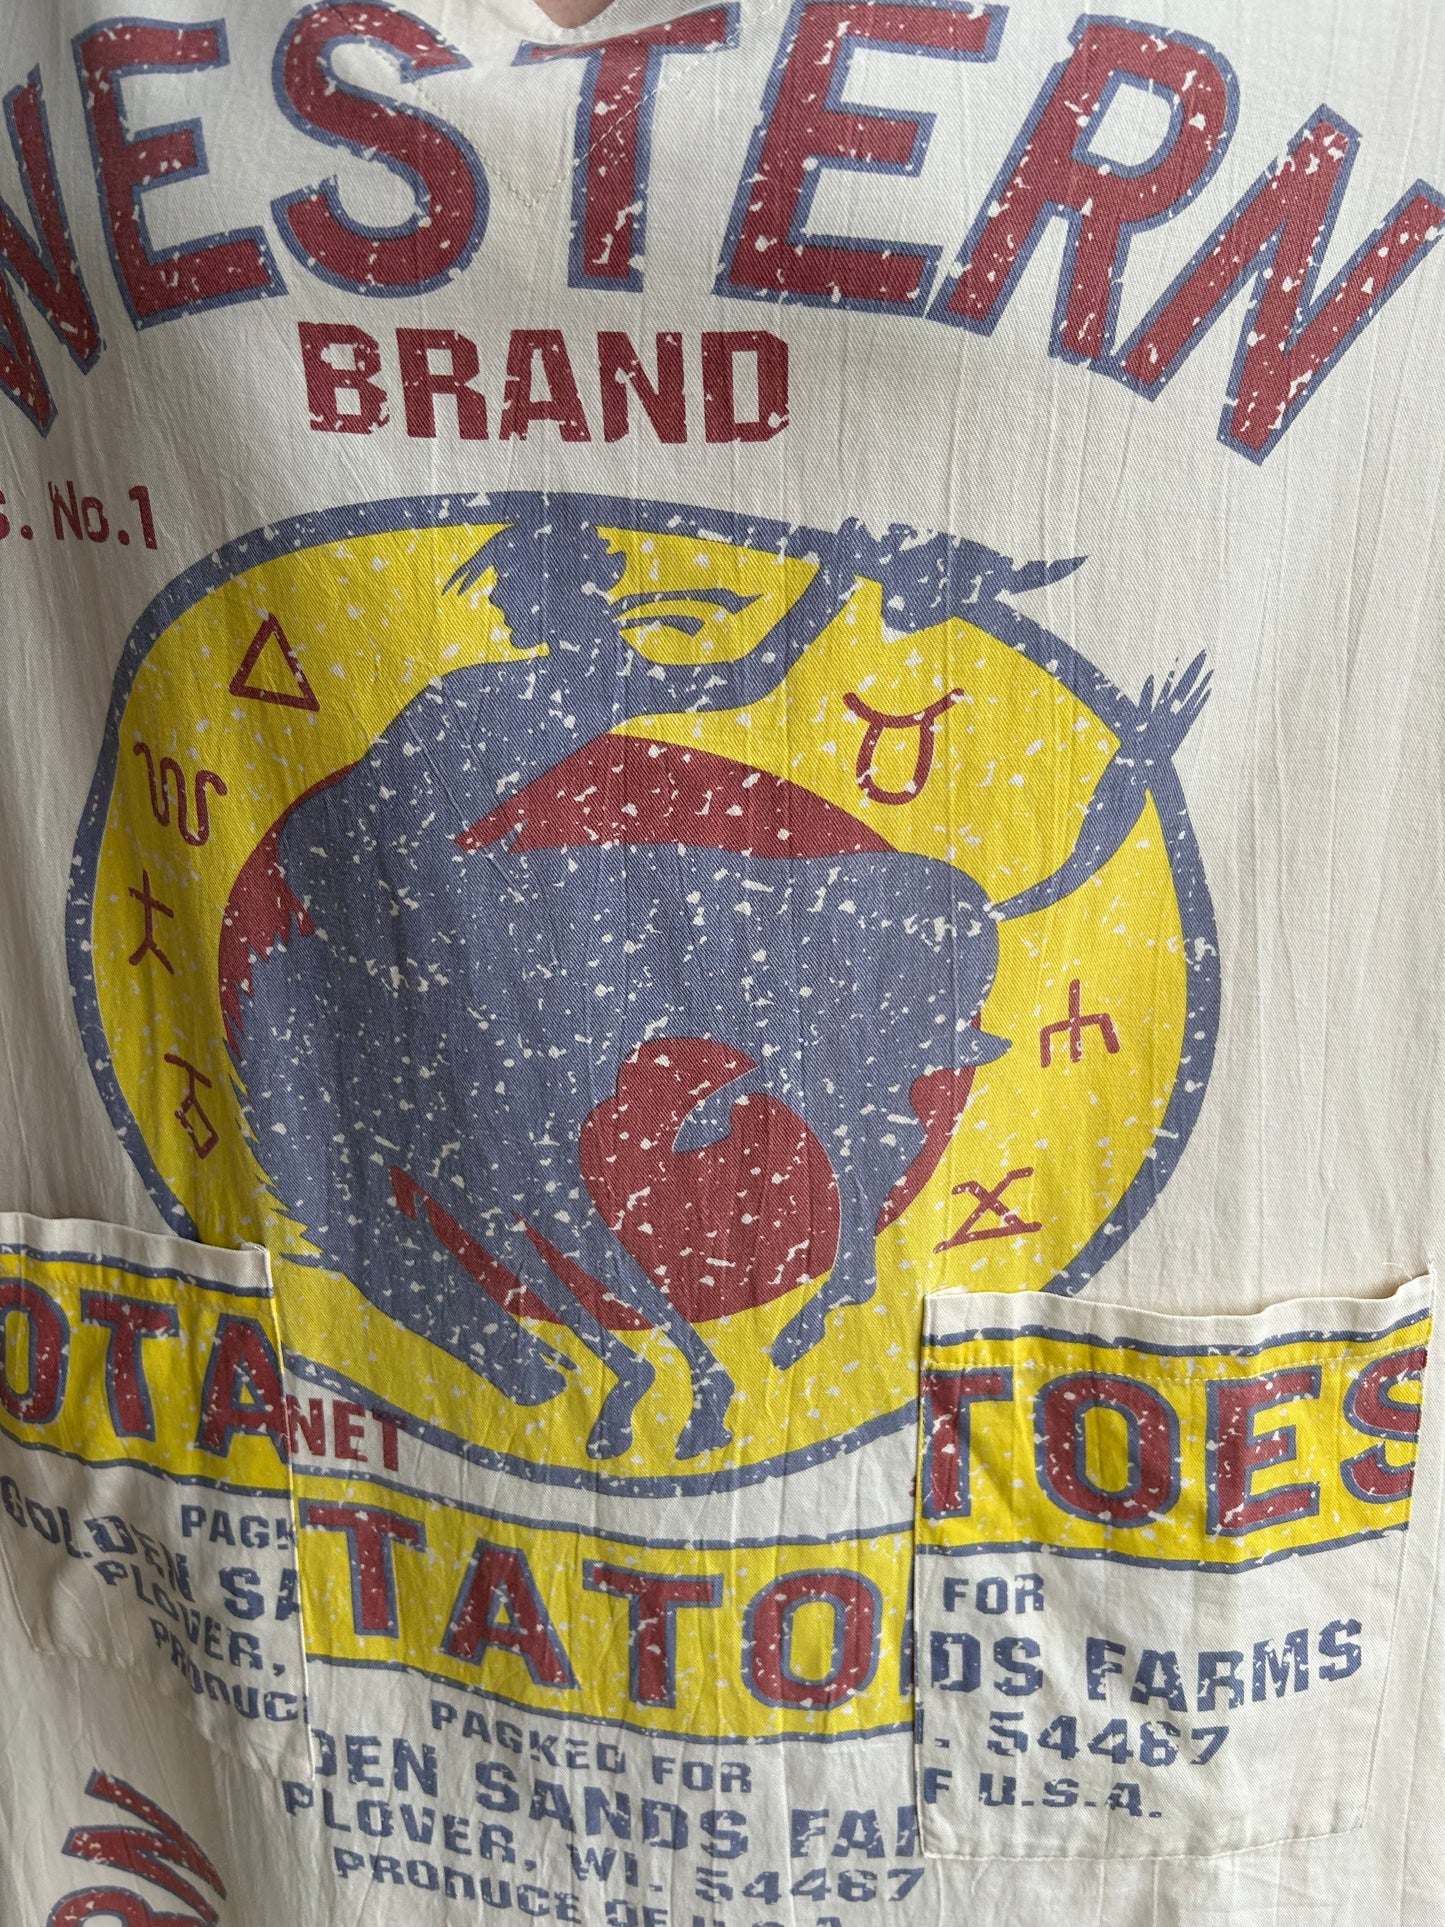 WESTERN
BRAND
S. No.1
NET
OTA
TATO
TOES
PACK
GOLDEN SA
PLOVER,
PRODUC
PACKED FOR
DEN SANDS FAR
PLOVER, WI. 54467
PRODUCE OF U.S.A.
FOR
DS FARMS
I. 54467
F U.S.A.